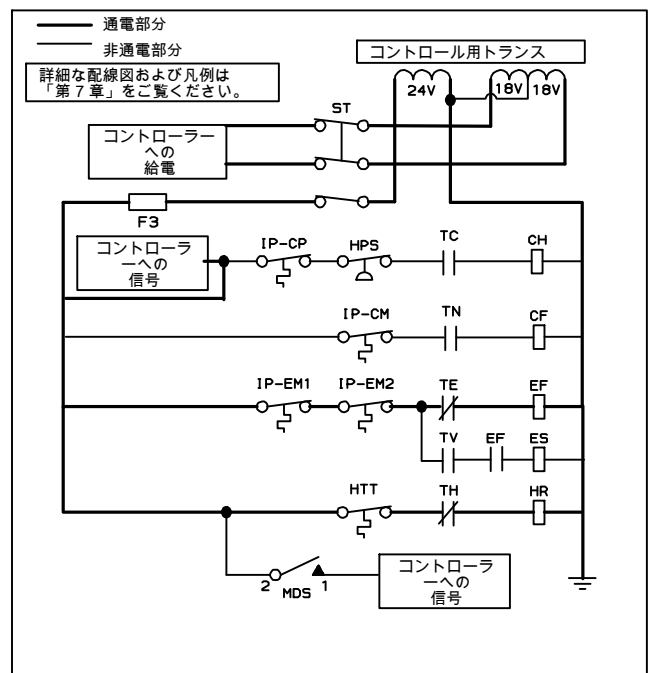 通電部分
非通電部分
詳細な配線図および凡例は
「第７章」をご覧ください。
コントロール用トランス
24V
18V
18V
ST
コントローラー
への
給電
F3
コントローラ
ーへの
信号
IP-CP
HPS
TC
CH
IP-CM
TN
CF
IP-EM1
IP-EM2
TE
EF
TV
EF
ES
HTT
TH
HR
2
MDS
1
コントローラ
ーへの
信号